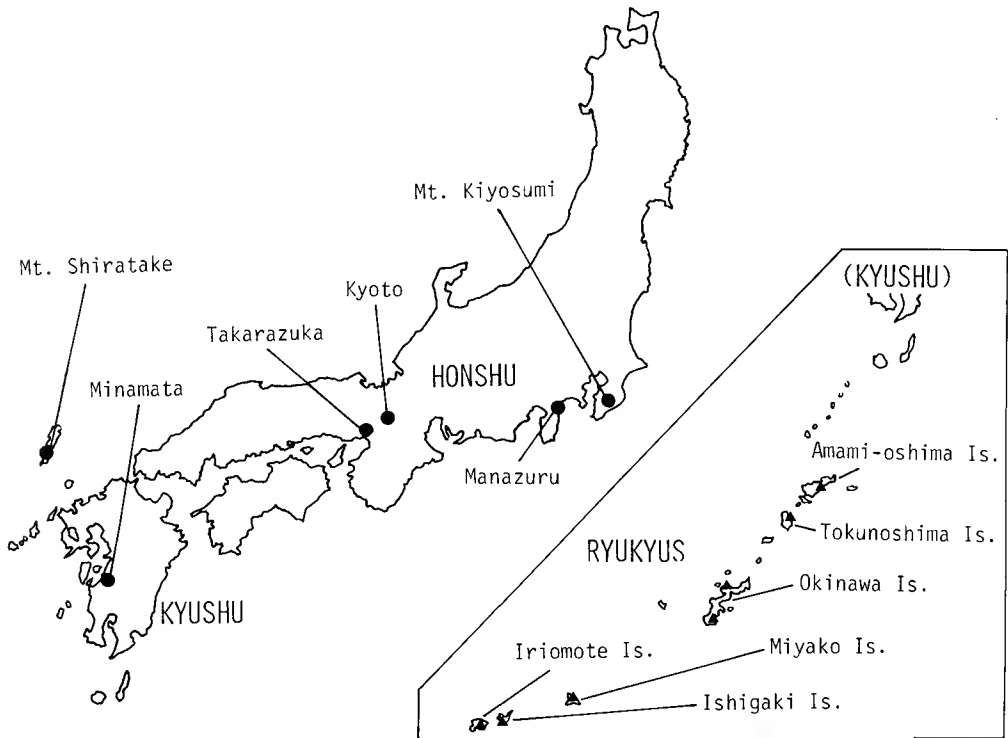 Mt. Kiyosumi
Mt. Shiratake
(KYUSHU)
Kyoto
Takarazuka
HONSHU
Minamata
Manazuru
Amami-oshima Is.
Tokunoshima Is.
RYUKYUS
Okinawa Is.
KYUSHU
Iriomote Is.
Miyako Is.
Ishigaki Is.